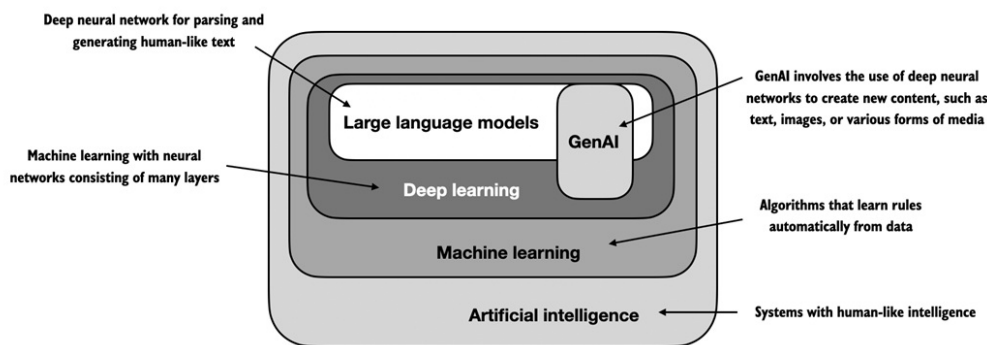 Deep neural network for parsing and
generating human-like text
GenAI involves the use of deep neural
networks to create new content, such as
text, images, or various forms of media
Large language models
GenAI
Machine learning with neural
networks consisting of many layers
Deep learning
Algorithms that learn rules
automatically from data
Machine learning
Artificial intelligence
Systems with human-like intelligence